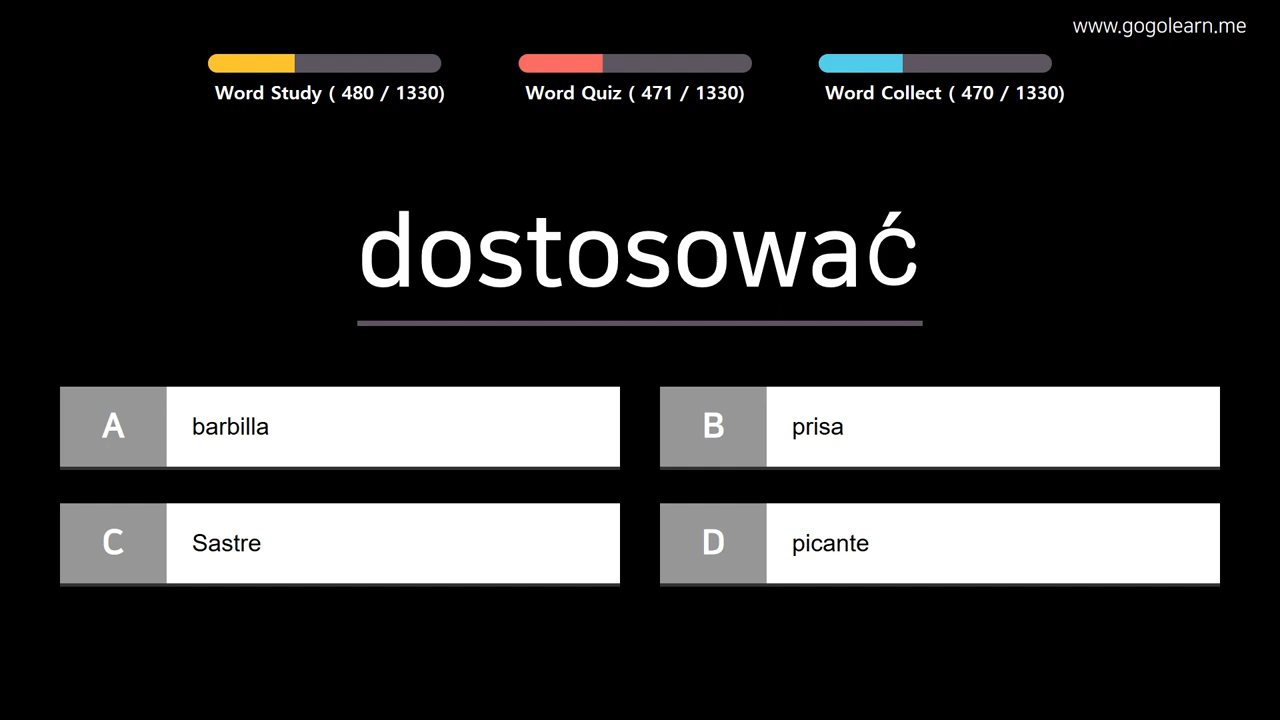 www.gogolearn.me
Word Study ( 480 / 1330)
Word Quiz ( 471 / 1330)
Word Collect ( 470 / 1330)
dostosować
A barbilla
B prisa
C Sastre
D picante